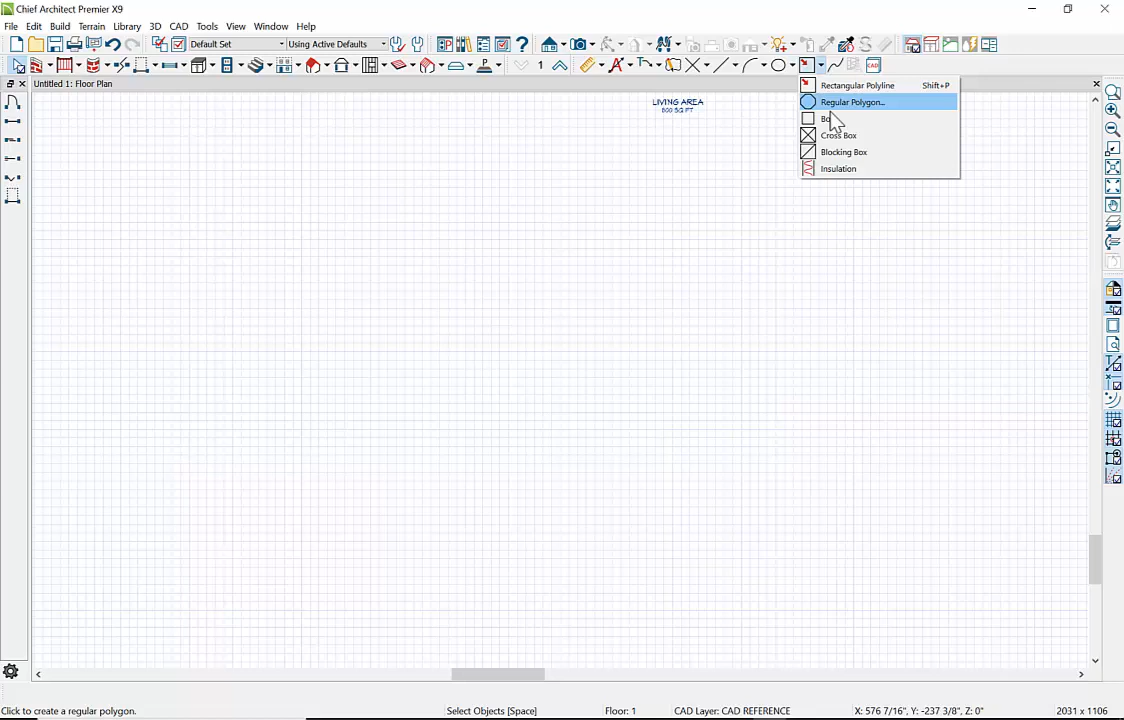 Chief Architect Premier X9
File Edit Build Terrain Library 3D CAD Tools View Window Help
Default Set Using Active Defaults
1
CAD
Untitled 1: Floor Plan
LIVING AREA
Rectangular Polyline Shift+P
Regular Polygon...
Cross Box
Blocking Box
Insulation
Click to create a regular polygon. Select Objects [Space] Floor: 1 CAD Layer: CAD REFERENCE X: 576 7/16", Y: -237 3/8", Z: 0" 2031 x 1106